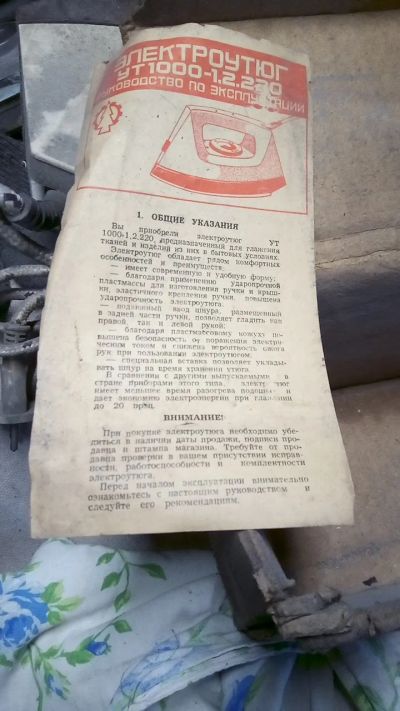 ЭЛЕКТРОУТЮГ
УТ 1000-1,2.220
РУКОВОДСТВО ПО ЭКСПЛУАТАЦИИ
1. ОБЩИЕ УКАЗАНИЯ
Вы приобрели электроутюг УТ
1000-1,2.220, предназначенный для глажения
тканей и изделий из них в бытовых условиях.
Электроутюг обладает рядом комфортных
особенностей и преимуществ:
— имеет современную и удобную форму;
— благодаря применению ударопрочной
пластмассы для изготовления ручки и крыш-
ки, эластичного крепления ручки, повышена
ударопрочность электроутюга.
— подвижный ввод шнура, размещенный
в задней части ручки, позволяет гладить как
правой, так и левой рукой;
— благодаря пластмассовому кожуху по-
вышена безопасность от поражения электри-
ческим током и снижена вероятность ожога
рук при пользовании электроутюгом.
— специальная вставка позволяет уклады-
вать шнур на время хранения утюга
В сравнении с другими выпускаемыми в
стране приборами этого типа, электроутюг
имеет меньшее время разогрева подошвы и
дает экономию электроэнергии при глажении
до 20 проц.
ВНИМАНИЕ!
При покупке электроутюга необходимо убе-
диться в наличии даты продажи, подписи про-
давца и штампа магазина. Требуйте от про-
давца проверки в вашем присутствии исправ-
ности, работоспособности и комплектности
электроутюга.
Перед началом эксплуатации внимательно
ознакомьтесь с настоящим руководством и
следуйте его рекомендациям.